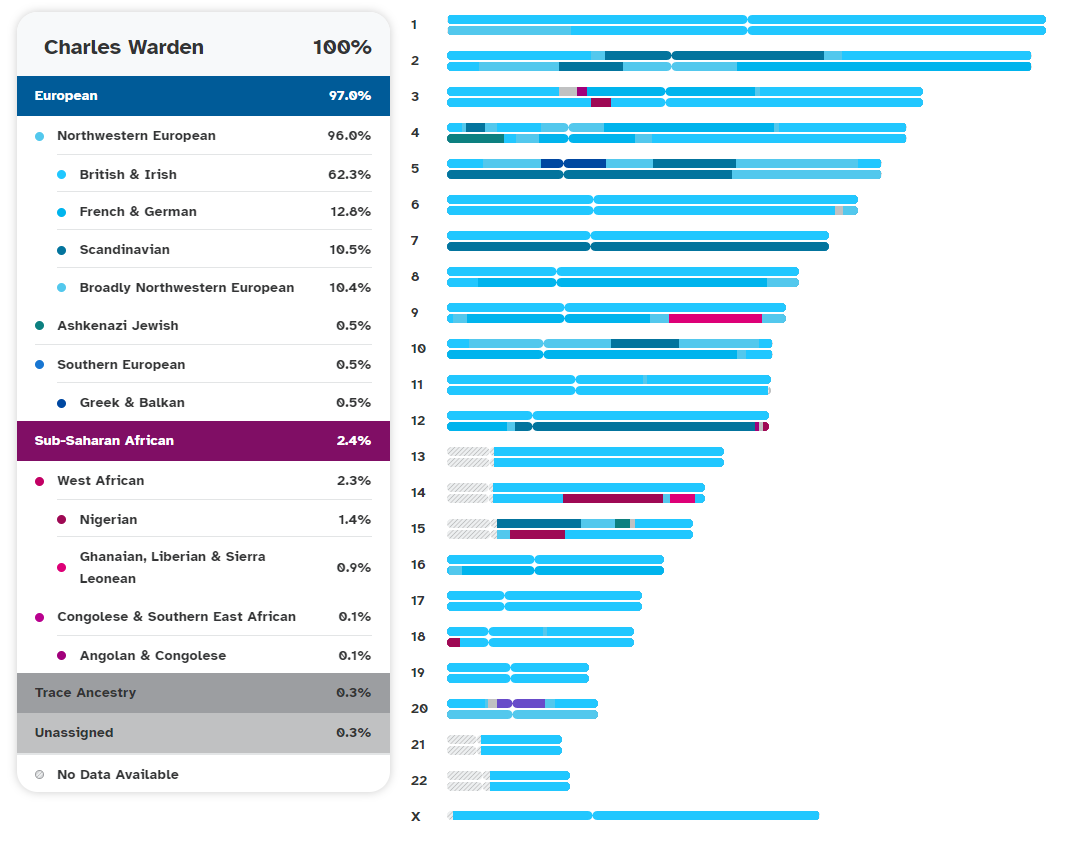 Charles Warden 100%
European 97.0%
Northwestern European 96.0%
British & Irish 62.3%
French & German 12.8%
Scandinavian 10.5%
Broadly Northwestern European 10.4%
Ashkenazi Jewish 0.5%
Southern European 0.5%
Greek & Balkan 0.5%
Sub-Saharan African 2.4%
West African 2.3%
Nigerian 1.4%
Ghanaian, Liberian & Sierra
Leonean 0.9%
Congolese & Southern East African 0.1%
Angolan & Congolese 0.1%
Trace Ancestry 0.3%
Unassigned 0.3%
No Data Available
1
2
3
4
5
6
7
8
9
10
11
12
13
14
15
16
17
18
19
20
21
22
X